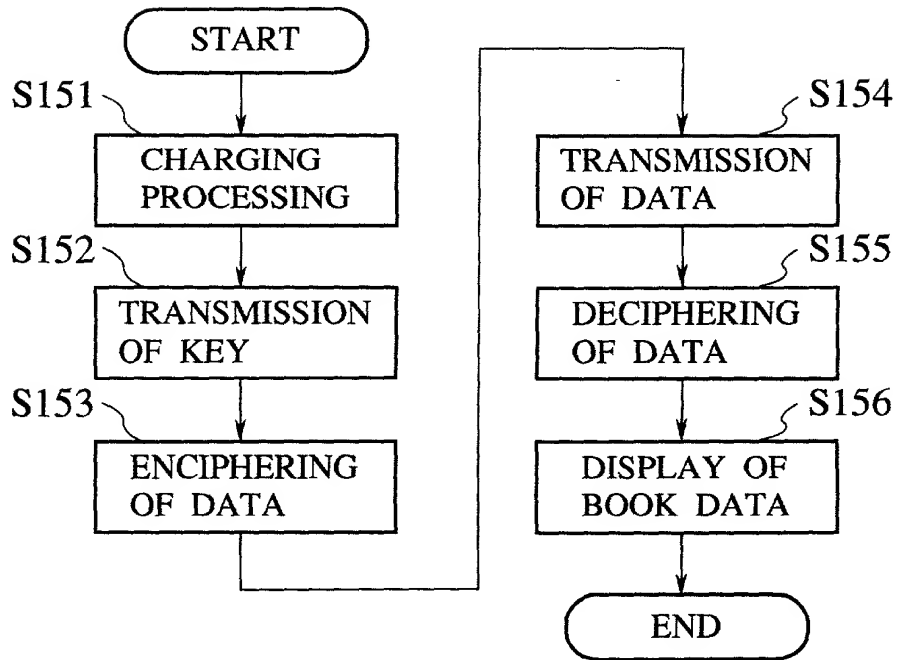 START
S151
CHARGING
PROCESSING
S152
TRANSMISSION
OF KEY
S153
ENCIPHERING
OF DATA
S154
TRANSMISSION
OF DATA
S155
DECIPHERING
OF DATA
S156
DISPLAY OF
BOOK DATA
END